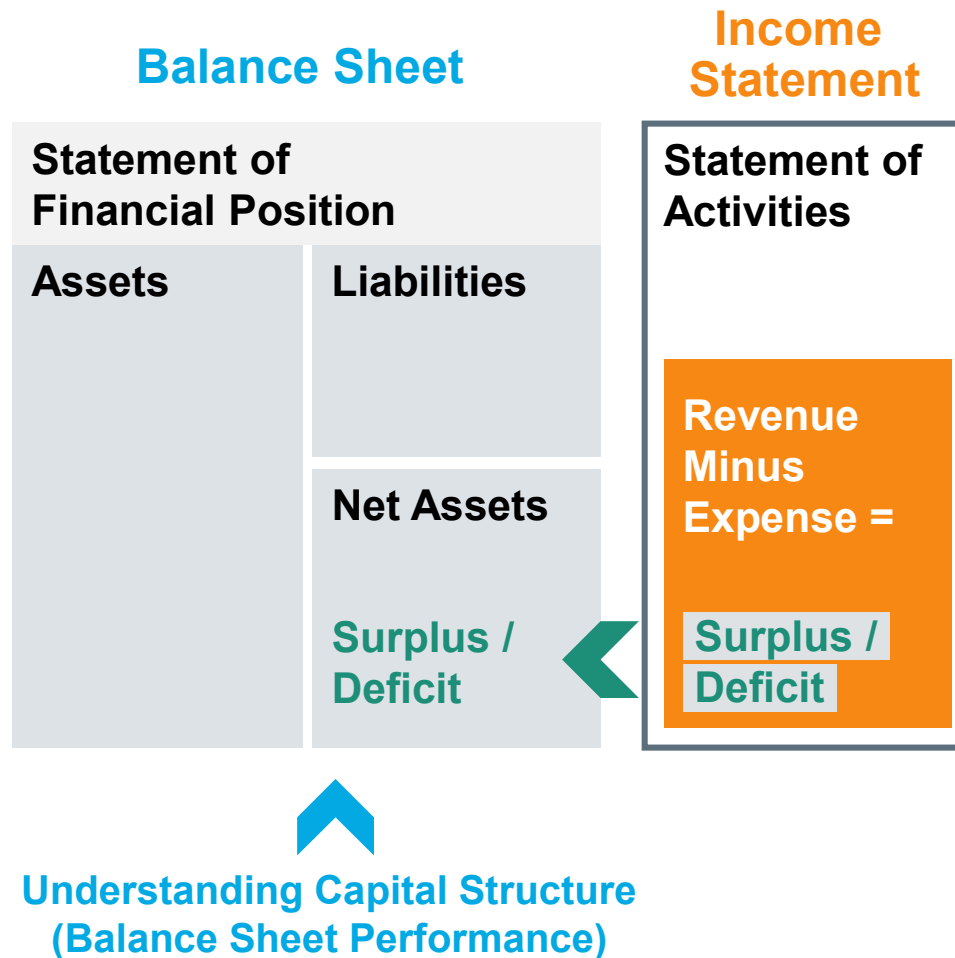 Balance Sheet
Income
Statement
Statement of
Financial Position
Assets
Liabilities
Net Assets
Surplus /
Deficit
Statement of
Activities
Revenue
Minus
Expense =
Surplus /
Deficit
Understanding Capital Structure
(Balance Sheet Performance)